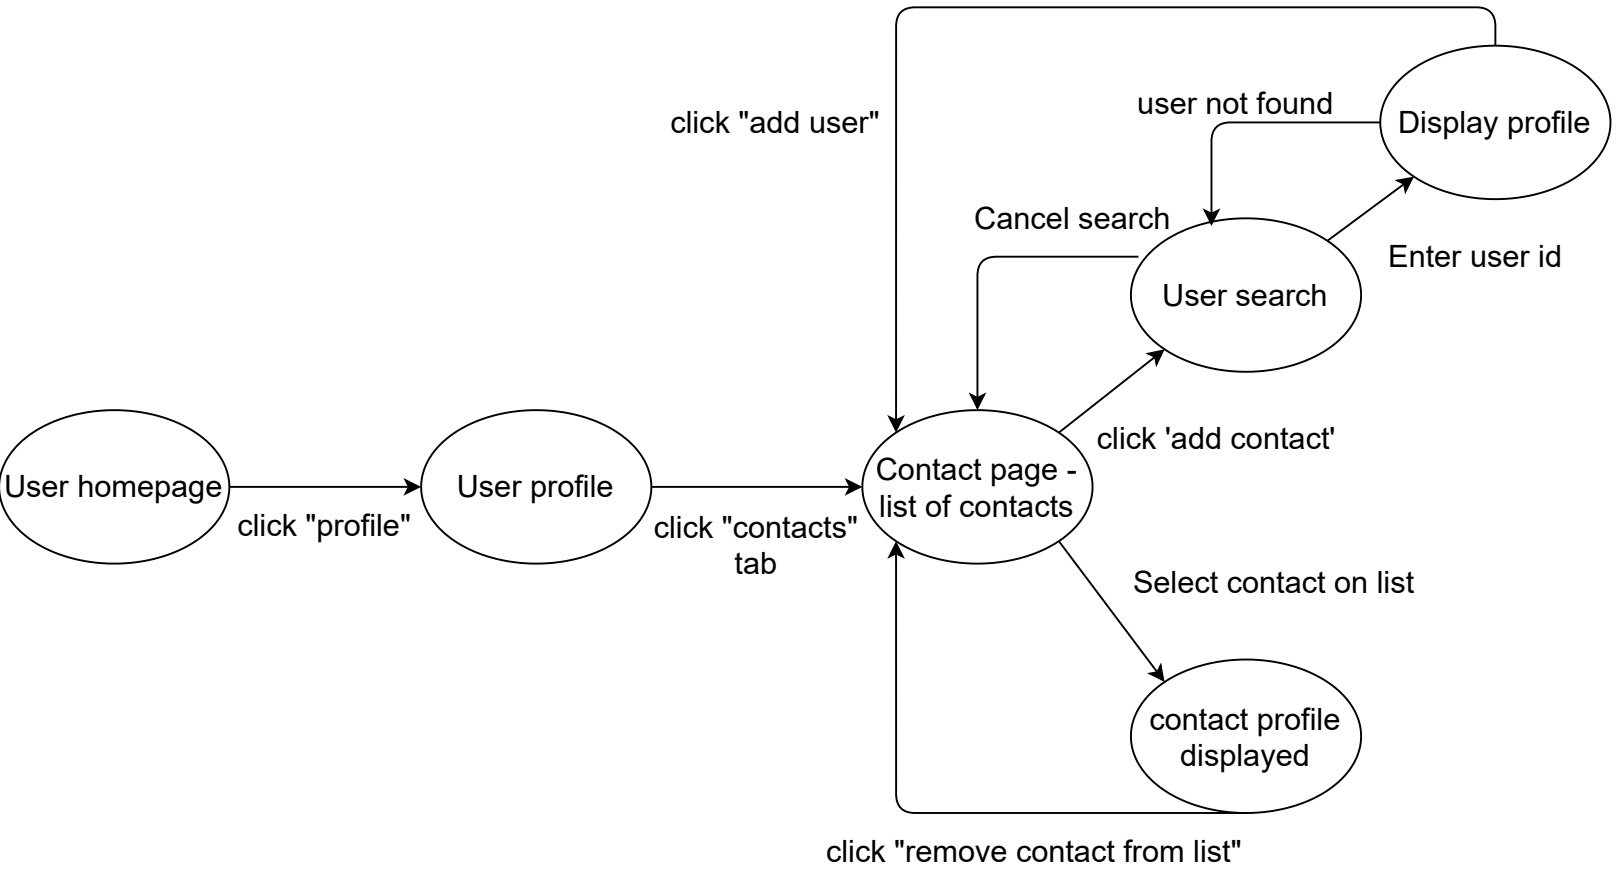 click "add user"
user not found
Display profile
Cancel search
Enter user id
User search
click 'add contact'
User homepage
click "profile"
User profile
click "contacts"
tab
Contact page -
list of contacts
Select contact on list
contact profile
displayed
click "remove contact from list"